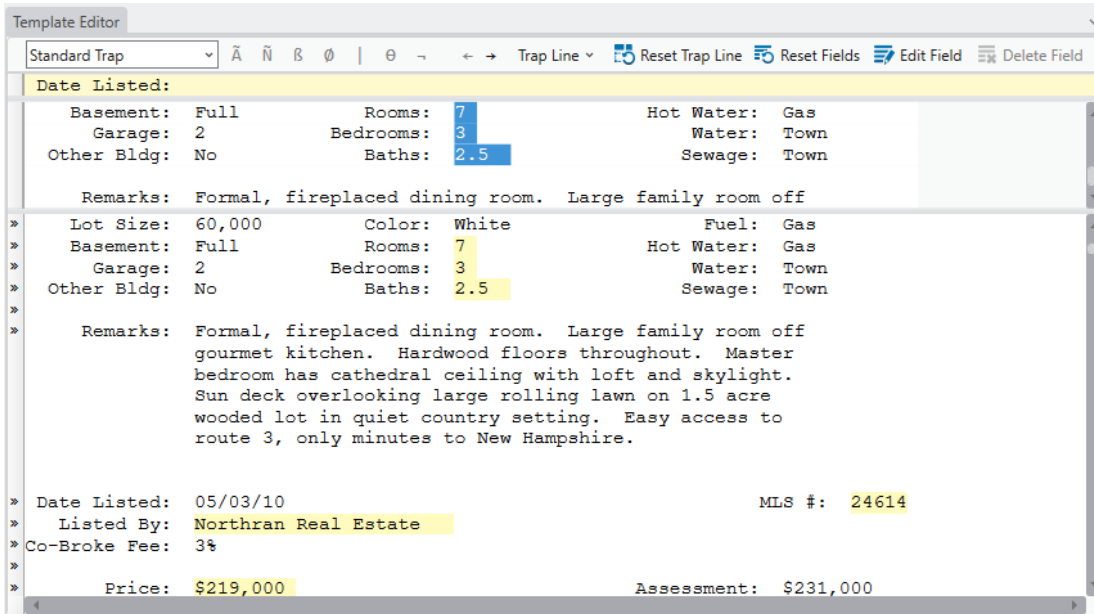 Template Editor
Standard Trap Ã Ñ ß Ø | ɵ ¬ ← → Trap Line Reset Trap Line Reset Fields Edit Field Delete Field
Date Listed:
Basement: Full Rooms: 7 Hot Water: Gas
Garage: 2 Bedrooms: 3 Water: Town
Other Bldg: No Baths: 2.5 Sewage: Town
Remarks: Formal, fireplaced dining room. Large family room off
» Lot Size: 60,000 Color: White Fuel: Gas
» Basement: Full Rooms: 7 Hot Water: Gas
» Garage: 2 Bedrooms: 3 Water: Town
» Other Bldg: No Baths: 2.5 Sewage: Town
»
» Remarks: Formal, fireplaced dining room. Large family room off
gourmet kitchen. Hardwood floors throughout. Master
bedroom has cathedral ceiling with loft and skylight.
Sun deck overlooking large rolling lawn on 1.5 acre
wooded lot in quiet country setting. Easy access to
route 3, only minutes to New Hampshire.
» Date Listed: 05/03/10 MLS #: 24614
» Listed By: Northran Real Estate
» Co-Broke Fee: 3%
»
» Price: $219,000 Assessment: $231,000